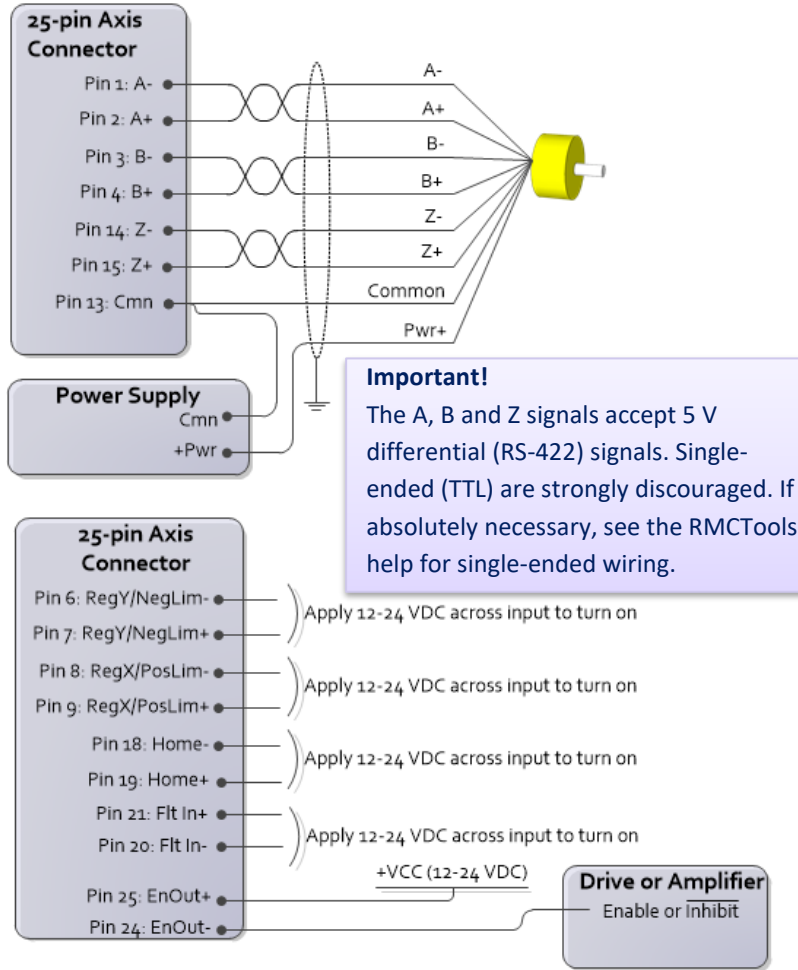 25-pin Axis
Connector
Pin 1: A-
Pin 2: A+
Pin 3: B-
Pin 4: B+
Pin 14: Z-
Pin 15: Z+
Pin 13: Cmn
A-
A+
B-
B+
Z-
Z+
Common
Pwr+
Power Supply
Cmn
+Pwr
Important!
The A, B and Z signals accept 5 V
differential (RS-422) signals. Single-
ended (TTL) are strongly discouraged. If
absolutely necessary, see the RMCTools
help for single-ended wiring.
25-pin Axis
Connector
Pin 6: RegY/NegLim-
Pin 7: RegY/NegLim+
Apply 12-24 VDC across input to turn on
Pin 8: RegX/PosLim-
Pin 9: RegX/PosLim+
Apply 12-24 VDC across input to turn on
Pin 18: Home-
Pin 19: Home+
Apply 12-24 VDC across input to turn on
Pin 21: Flt In+
Pin 20: Flt In-
Apply 12-24 VDC across input to turn on
Pin 25: EnOut+
Pin 24: EnOut-
+VCC (12-24 VDC)
Drive or Amplifier
Enable or Inhibit